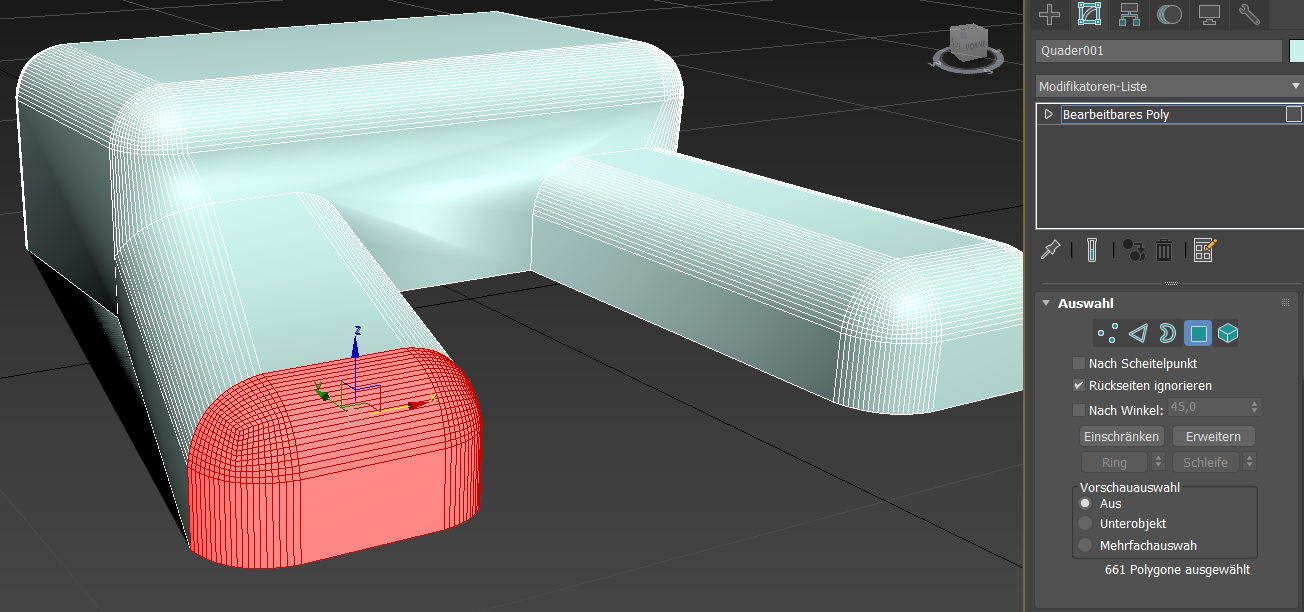 Quader001
Modifikatoren-Liste
Bearbeitbares Poly
Auswahl
Nach Scheitelpunkt
Rückseiten ignorieren
Nach Winkel: 45,0
Einschränken Erweitern
Ring Schleife
Vorschauauswahl
Aus
Unterobjekt
Mehrfachauswah
661 Polygone ausgewählt
z